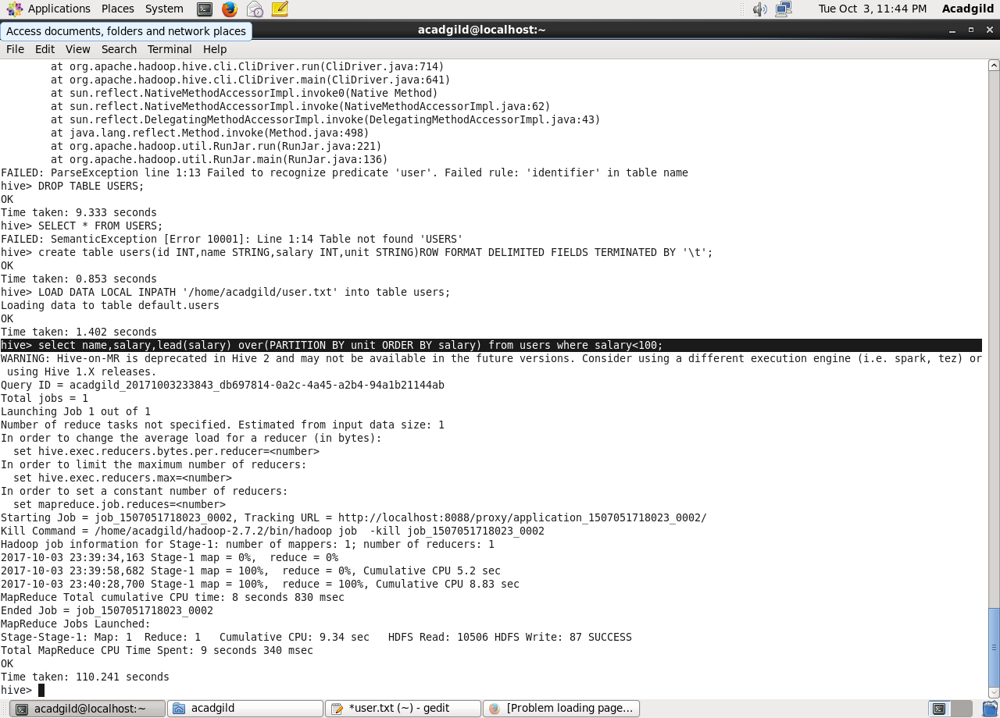 Applications Places System Tue Oct  3, 11:44 PM Acadgild
Access documents, folders and network places
acadgild@localhost:~
File Edit View Search Terminal Help
        at org.apache.hadoop.hive.cli.CliDriver.run(CliDriver.java:714)
        at org.apache.hadoop.hive.cli.CliDriver.main(CliDriver.java:641)
        at sun.reflect.NativeMethodAccessorImpl.invoke0(Native Method)
        at sun.reflect.NativeMethodAccessorImpl.invoke(NativeMethodAccessorImpl.java:62)
        at sun.reflect.DelegatingMethodAccessorImpl.invoke(DelegatingMethodAccessorImpl.java:43)
        at java.lang.reflect.Method.invoke(Method.java:498)
        at org.apache.hadoop.util.RunJar.run(RunJar.java:221)
        at org.apache.hadoop.util.RunJar.main(RunJar.java:136)
FAILED: ParseException line 1:13 Failed to recognize predicate 'user'. Failed rule: 'identifier' in table name
hive> DROP TABLE USERS;
OK
Time taken: 9.333 seconds
hive> SELECT * FROM USERS;
FAILED: SemanticException [Error 10001]: Line 1:14 Table not found 'USERS'
hive> create table users(id INT,name STRING,salary INT,unit STRING)ROW FORMAT DELIMITED FIELDS TERMINATED BY '\t';
OK
Time taken: 0.853 seconds
hive> LOAD DATA LOCAL INPATH '/home/acadgild/user.txt' into table users;
Loading data to table default.users
OK
Time taken: 1.402 seconds
hive> select name,salary,lead(salary) over(PARTITION BY unit ORDER BY salary) from users where salary<100;
WARNING: Hive-on-MR is deprecated in Hive 2 and may not be available in the future versions. Consider using a different execution engine (i.e. spark, tez) or
 using Hive 1.X releases.
Query ID = acadgild_20171003233843_db697814-0a2c-4a45-a2b4-94a1b21144ab
Total jobs = 1
Launching Job 1 out of 1
Number of reduce tasks not specified. Estimated from input data size: 1
In order to change the average load for a reducer (in bytes):
  set hive.exec.reducers.bytes.per.reducer=<number>
In order to limit the maximum number of reducers:
  set hive.exec.reducers.max=<number>
In order to set a constant number of reducers:
  set mapreduce.job.reduces=<number>
Starting Job = job_1507051718023_0002, Tracking URL = http://localhost:8088/proxy/application_1507051718023_0002/
Kill Command = /home/acadgild/hadoop-2.7.2/bin/hadoop job  -kill job_1507051718023_0002
Hadoop job information for Stage-1: number of mappers: 1; number of reducers: 1
2017-10-03 23:39:34,163 Stage-1 map = 0%,  reduce = 0%
2017-10-03 23:39:58,682 Stage-1 map = 100%,  reduce = 0%, Cumulative CPU 5.2 sec
2017-10-03 23:40:28,700 Stage-1 map = 100%,  reduce = 100%, Cumulative CPU 8.83 sec
MapReduce Total cumulative CPU time: 8 seconds 830 msec
Ended Job = job_1507051718023_0002
MapReduce Jobs Launched:
Stage-Stage-1: Map: 1  Reduce: 1   Cumulative CPU: 9.34 sec   HDFS Read: 10506 HDFS Write: 87 SUCCESS
Total MapReduce CPU Time Spent: 9 seconds 340 msec
OK
Time taken: 110.241 seconds
hive>
acadgild@localhost:~ acadgild *user.txt (~) - gedit [Problem loading page...